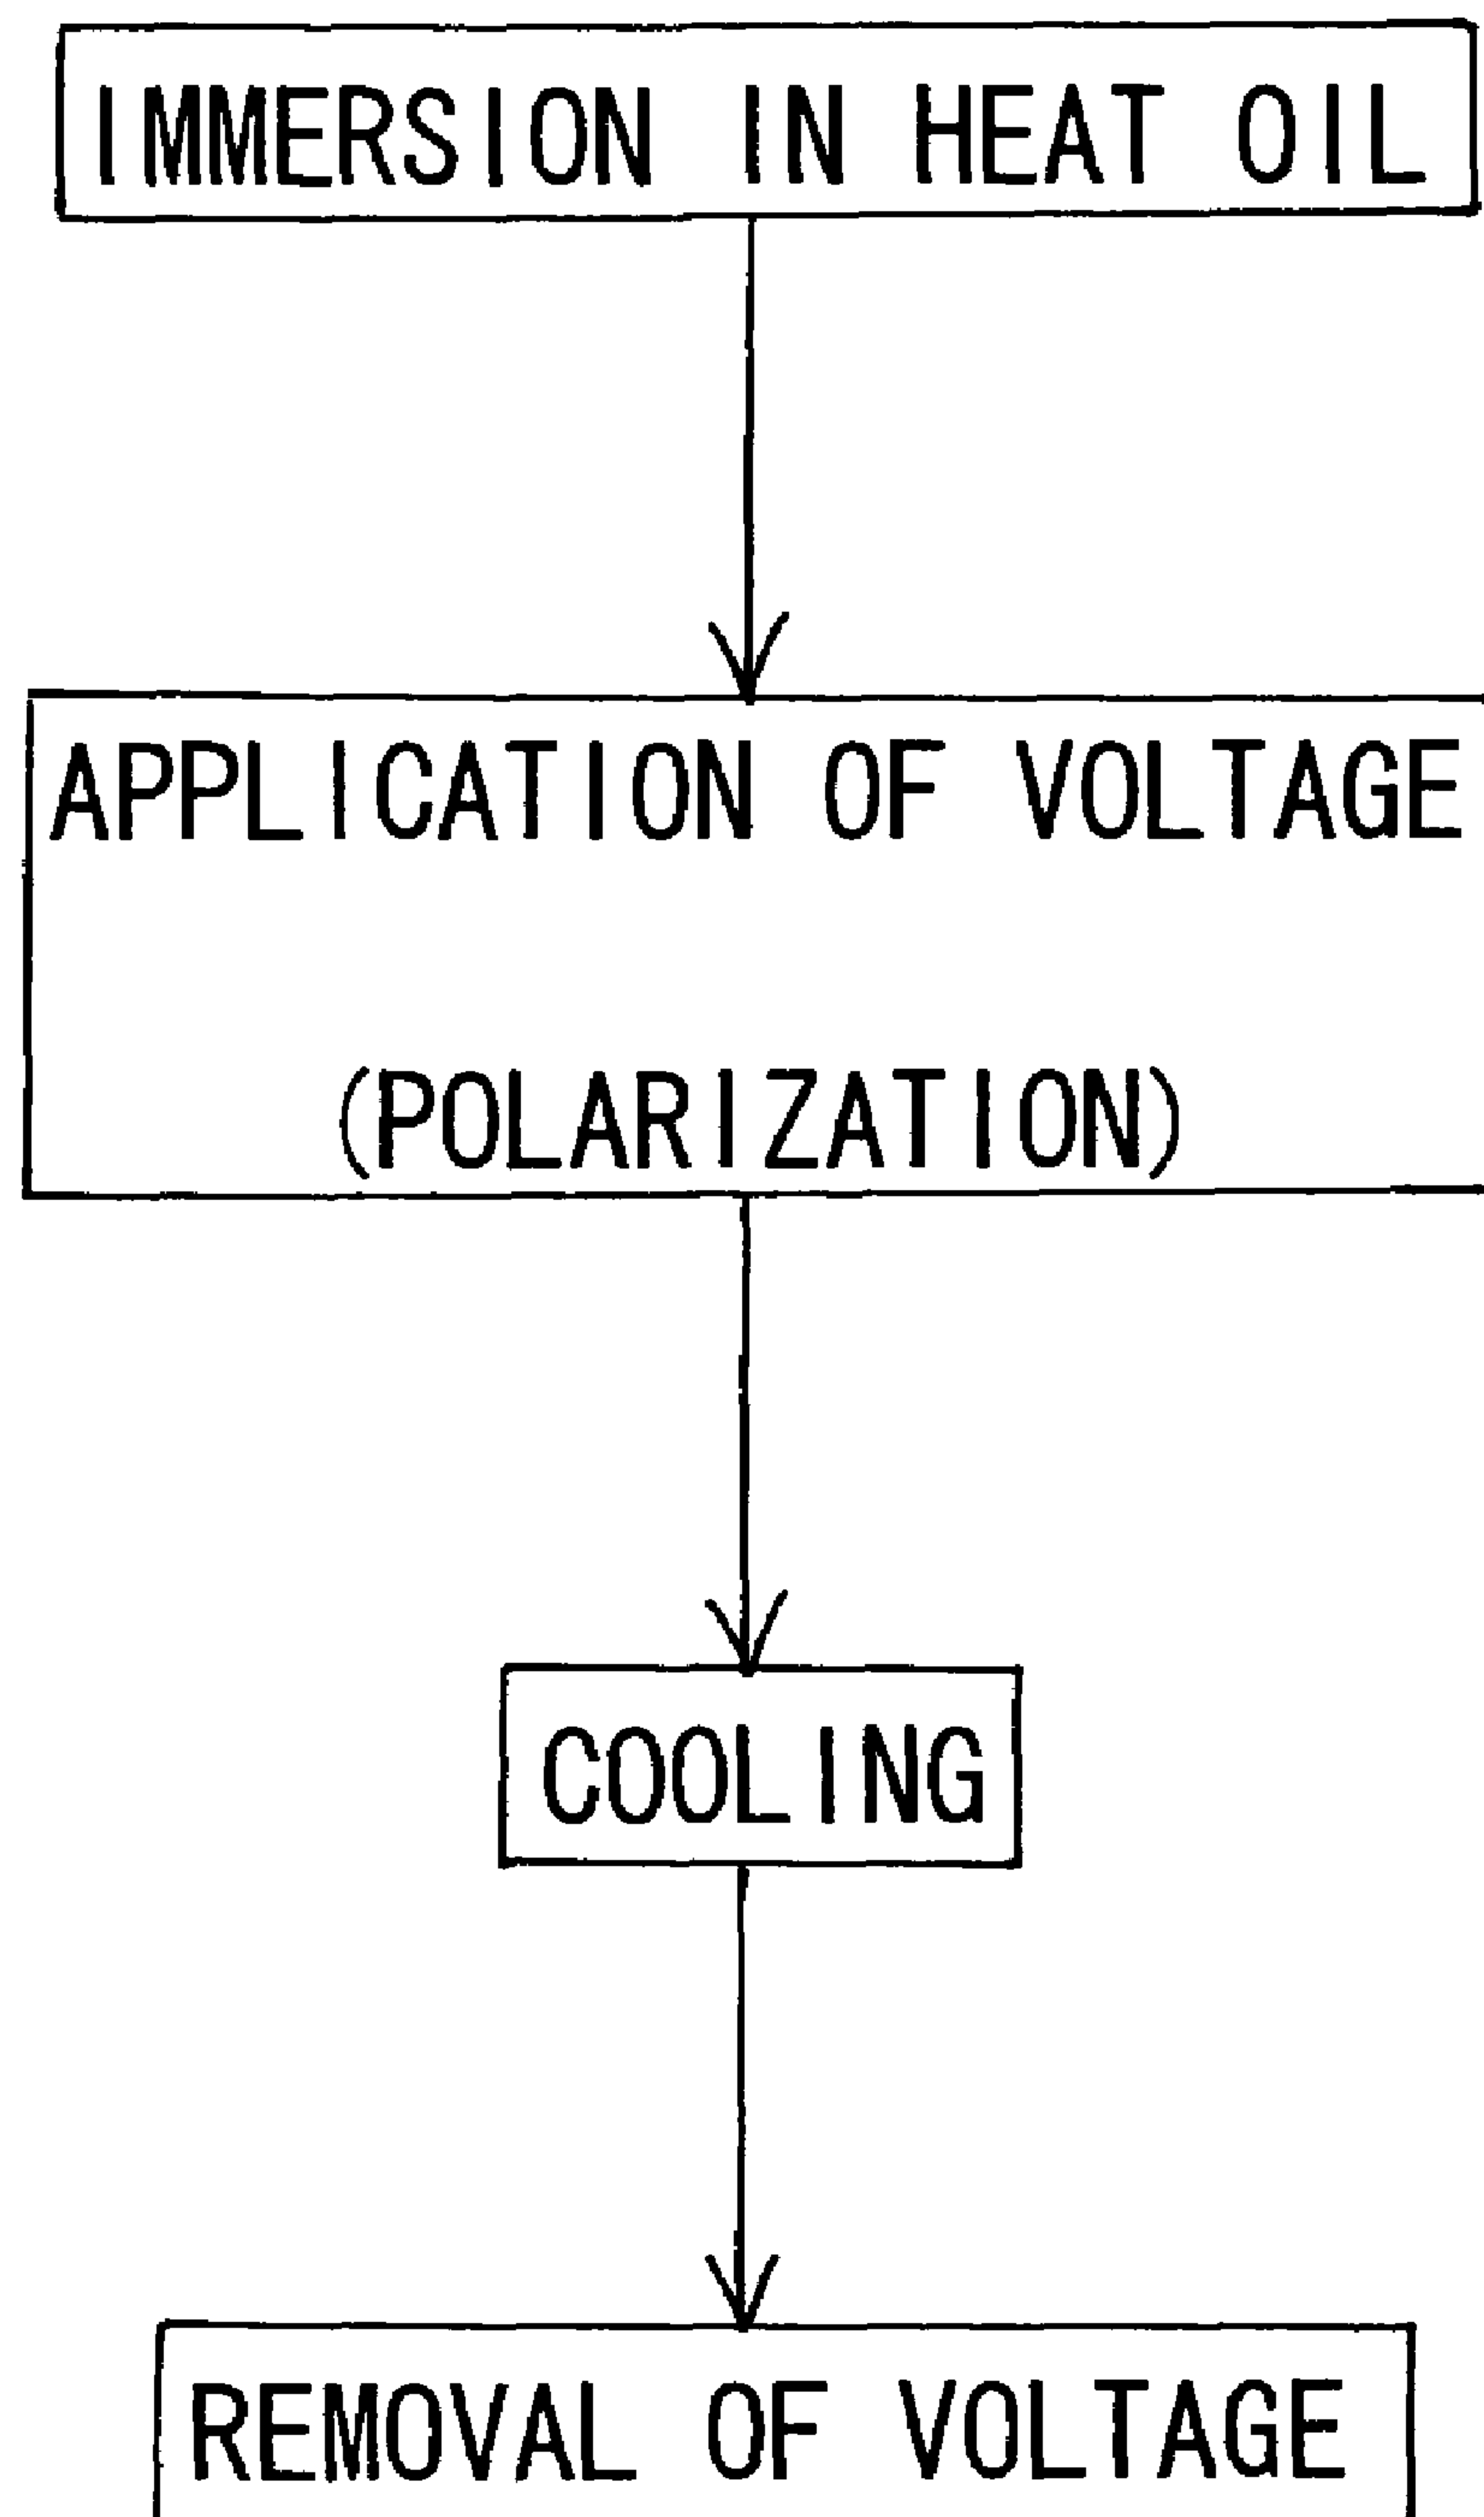 IMMERSION IN HEAT OIL
APPLICATION OF VOLTAGE
(POLARIZATION)
COOLING
REMOVAL OF VOLTAGE